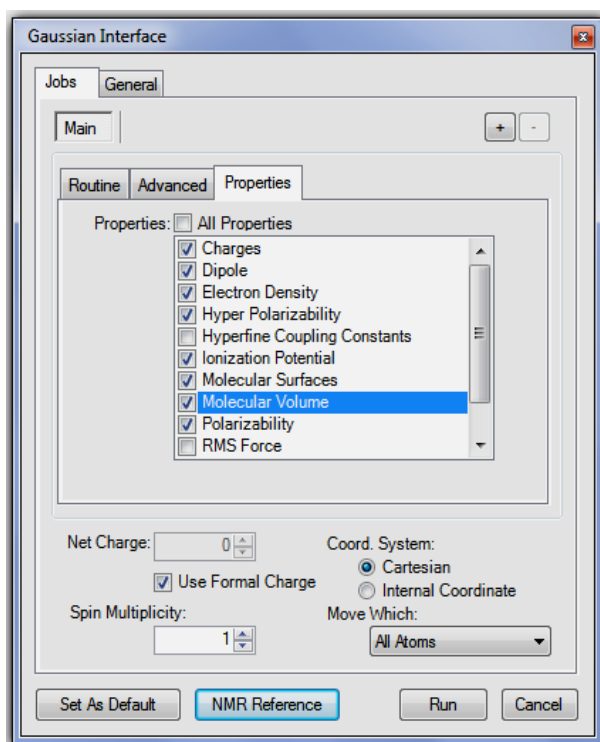 Gaussian Interface
Jobs General
Main + -
Routine Advanced Properties
Properties: All Properties
Charges
Dipole
Electron Density
Hyper Polarizability
Hyperfine Coupling Constants
Ionization Potential
Molecular Surfaces
Molecular Volume
Polarizability
RMS Force
Net Charge: 0 Coord. System:
Cartesian
Use Formal Charge Internal Coordinate
Spin Multiplicity: Move Which:
1 All Atoms
Set As Default NMR Reference Run Cancel